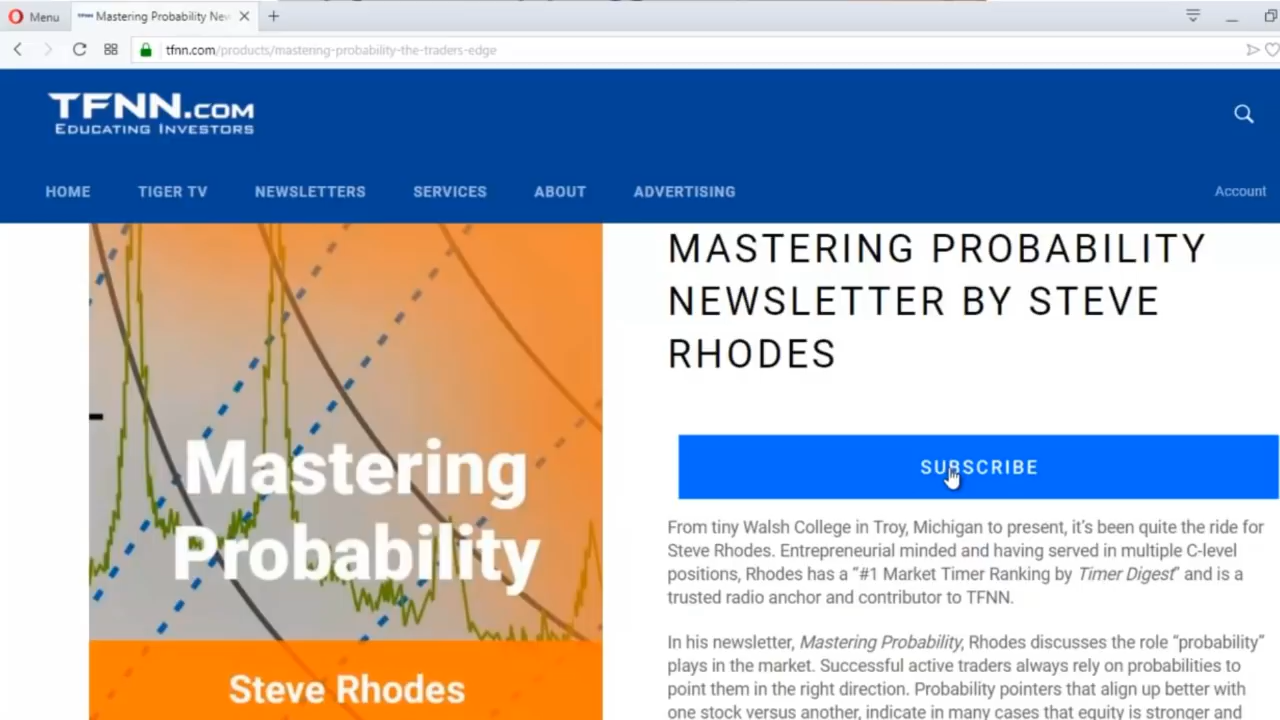 Menu
Mastering Probability New
tfnn.com/products/mastering-probability-the-traders-edge
TFNN.COM
EDUCATING INVESTORS
HOME TIGER TV NEWSLETTERS SERVICES ABOUT ADVERTISING Account
MASTERING PROBABILITY
NEWSLETTER BY STEVE
RHODES
SUBSCRIBE
From tiny Walsh College in Troy, Michigan to present, it's been quite the ride for
Steve Rhodes. Entrepreneurial minded and having served in multiple C-level
positions, Rhodes has a “#1 Market Timer Ranking by Timer Digest” and is a
trusted radio anchor and contributor to TFNN.
In his newsletter, Mastering Probability, Rhodes discusses the role “probability”
plays in the market. Successful active traders always rely on probabilities to
point them in the right direction. Probability pointers that align up better with
one stock versus another, indicate in many cases that equity is stronger and
Mastering
Probability
Steve Rhodes